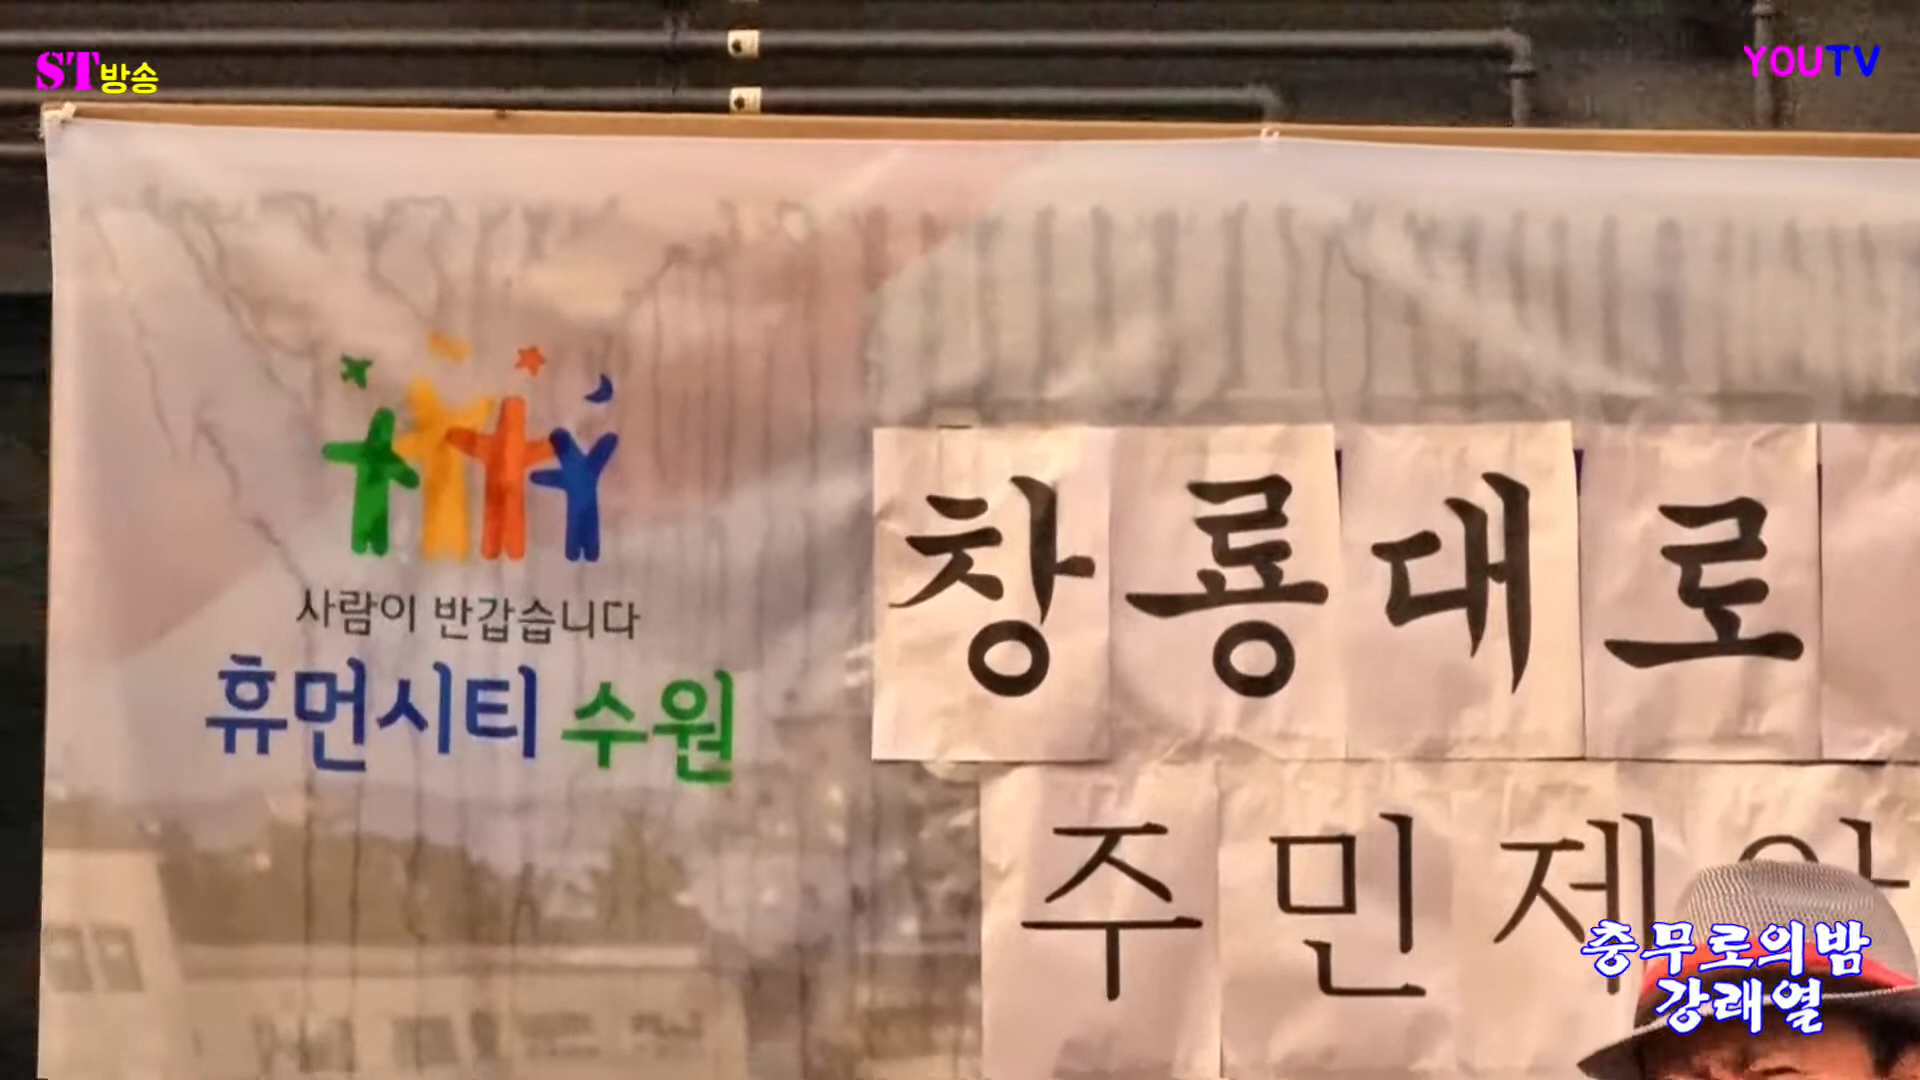 ST방송
YOUTV
사람이 반갑습니다
휴먼시티 수원
창룡대로
주민제
충무로의밤
강래열